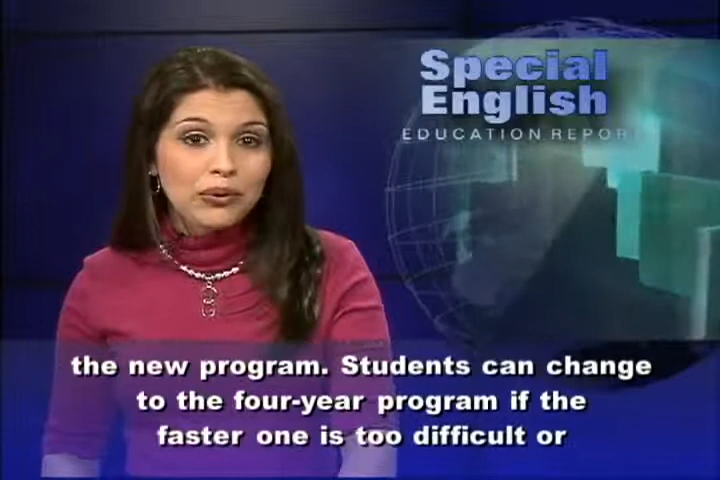 Special
English
EDUCATION REPORT
the new program. Students can change
to the four-year program if the
faster one is too difficult or